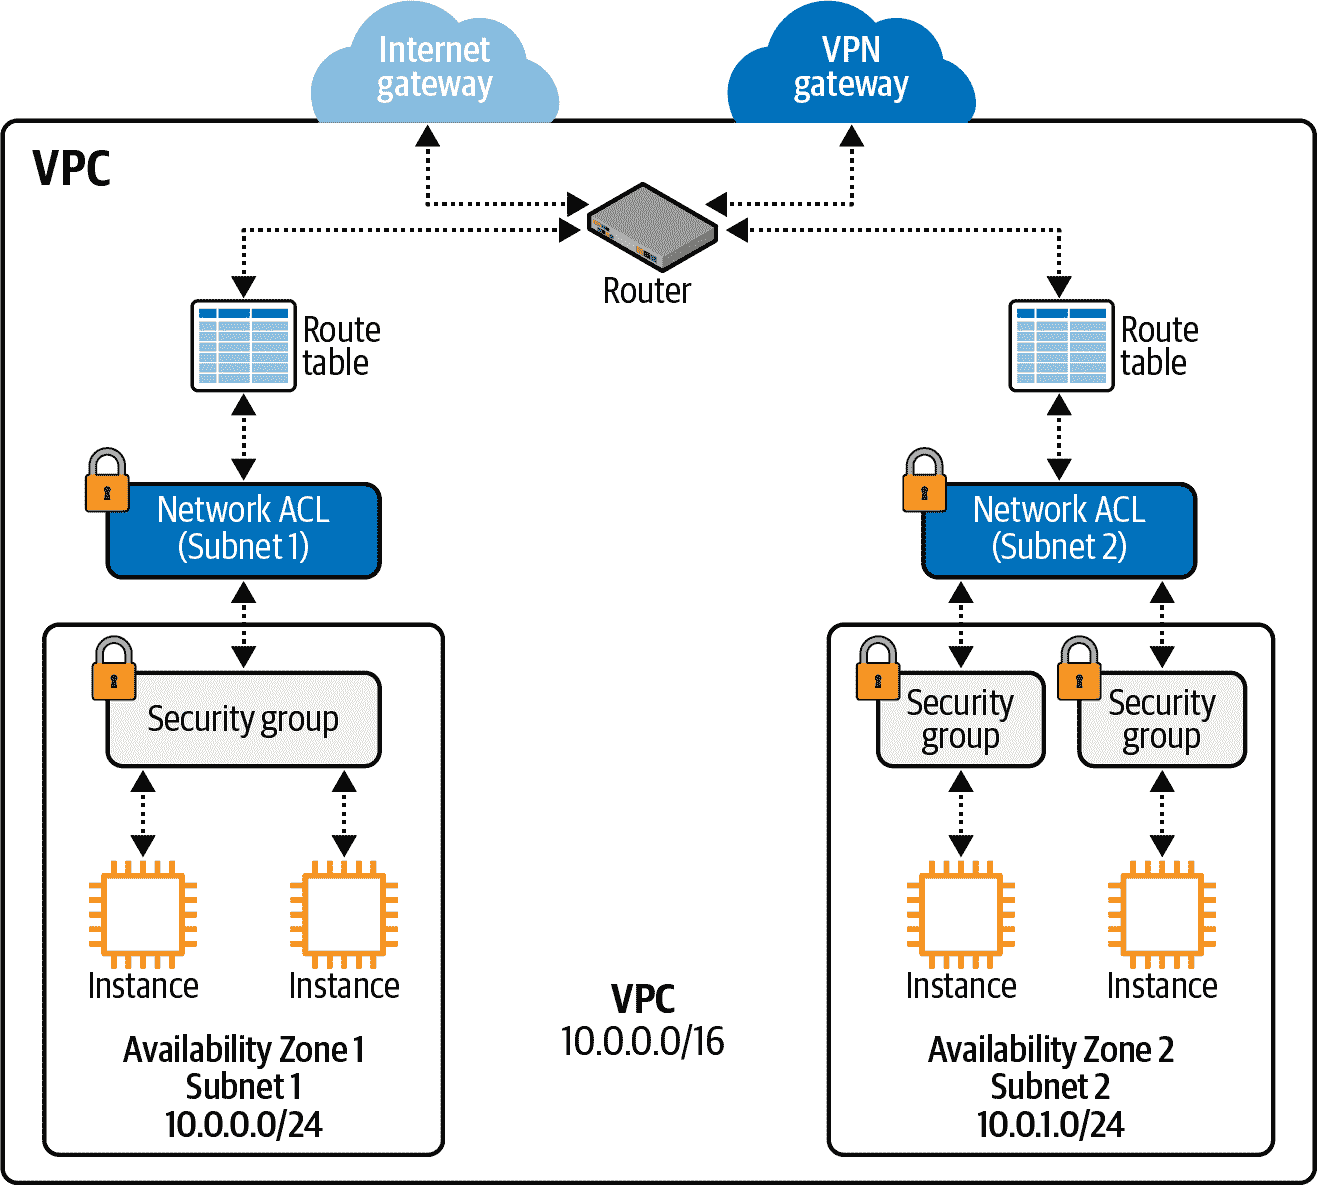 Internet
gateway
VPN
gateway
VPC
Router
Route
table
Route
table
Network ACL
(Subnet 1)
Network ACL
(Subnet 2)
Security group
Security
group
Security
group
Instance
Instance
Instance
Instance
VPC
10.0.0.0/16
Availability Zone 1
Subnet 1
10.0.0.0/24
Availability Zone 2
Subnet 2
10.0.1.0/24